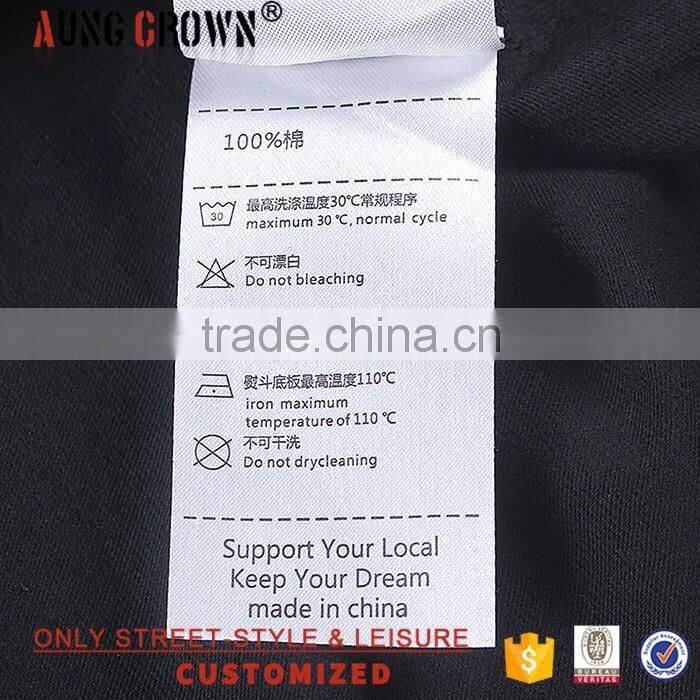 AUNG CROWN®
100%棉
30
最高洗涤温度30℃常规程序
maximum 30 ℃, normal cycle
不可漂白
Do not bleaching
trade.china.cn
熨斗底板最高温度110℃
iron maximum
temperature of 110 ℃
不可干洗
Do not drycleaning
Support Your Local
Keep Your Dream
made in china
ONLY STREET-STYLE & LEISURE
CUSTOMIZED
$
BUREAU
VERITAS